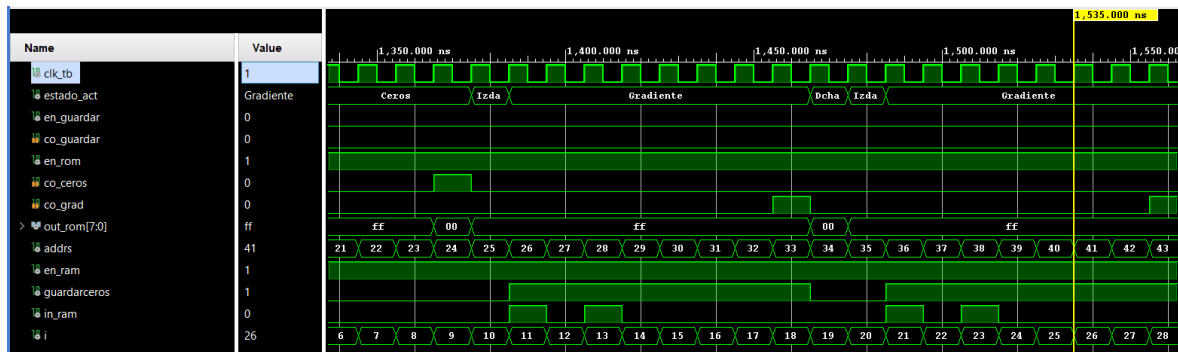 1,535.000 ns
Name Value
1,350.000 ns 1,400.000 ns 1,450.000 ns 1,500.000 ns 1,550.0
clk_tb 1
estado_act Gradiente Ceros Izda Gradiente Dcha Izda Gradiente
en_guardar 0
co_guardar 0
en_rom 1
co_ceros 0
co_grad 0
out_rom[7:0] ff ff 00 ff 00 ff
addrs 41 21 22 23 24 25 26 27 28 29 30 31 32 33 34 35 36 37 38 39 40 41 42 43
en_ram 1
guardarceros 1
in_ram 0
i 26 6 7 8 9 10 11 12 13 14 15 16 17 18 19 20 21 22 23 24 25 26 27 28